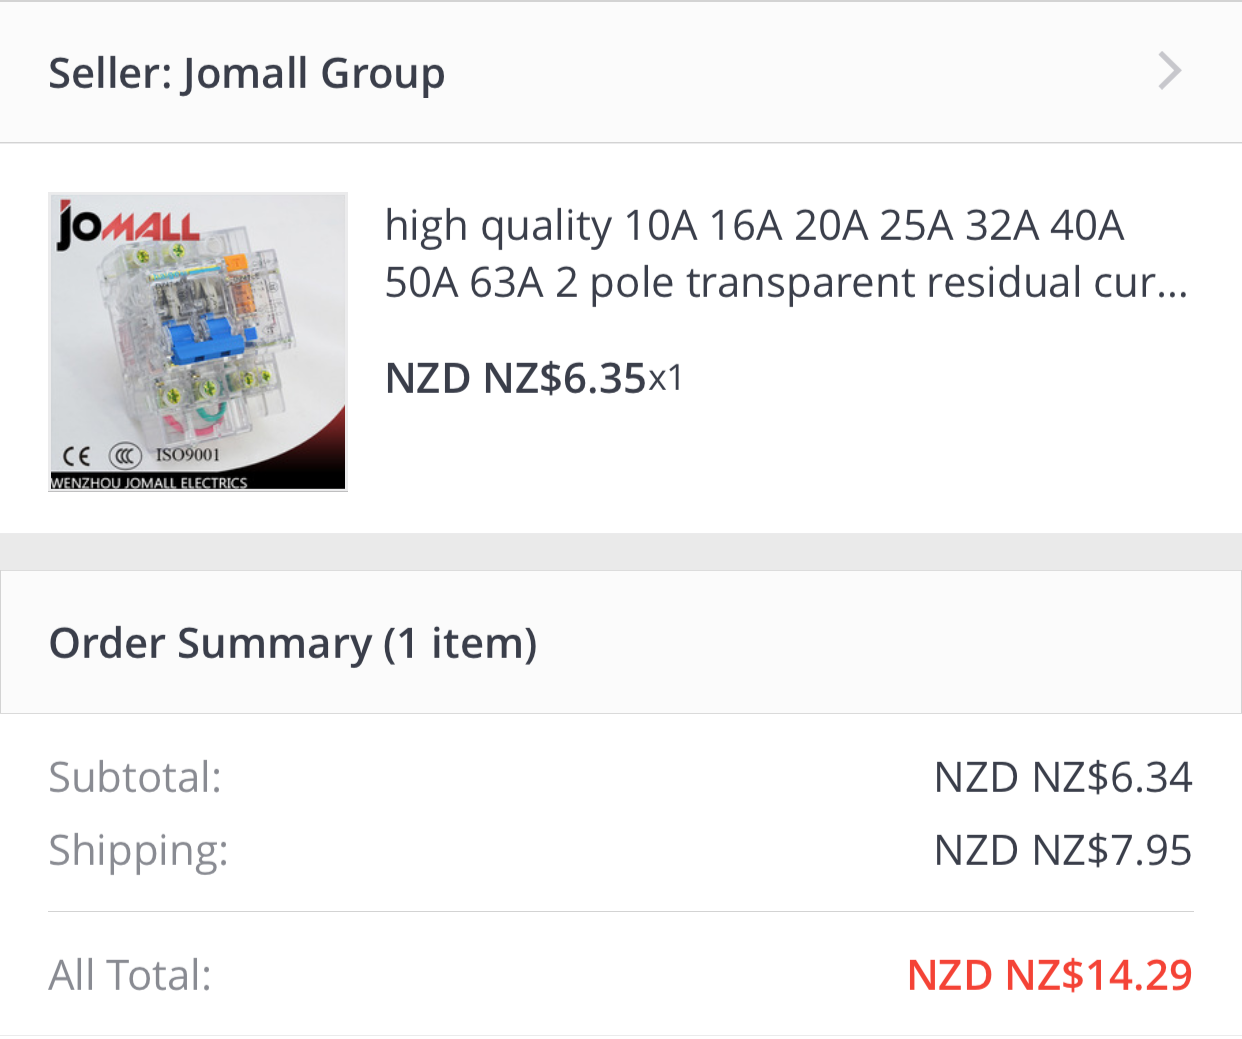 Seller: Jomall Group
JOMALL
CE CCC ISO9001
WENZHOU JOMALL ELECTRICS
high quality 10A 16A 20A 25A 32A 40A
50A 63A 2 pole transparent residual cur...
NZD NZ$6.35x1
Order Summary (1 item)
Subtotal: NZD NZ$6.34
Shipping: NZD NZ$7.95
All Total: NZD NZ$14.29